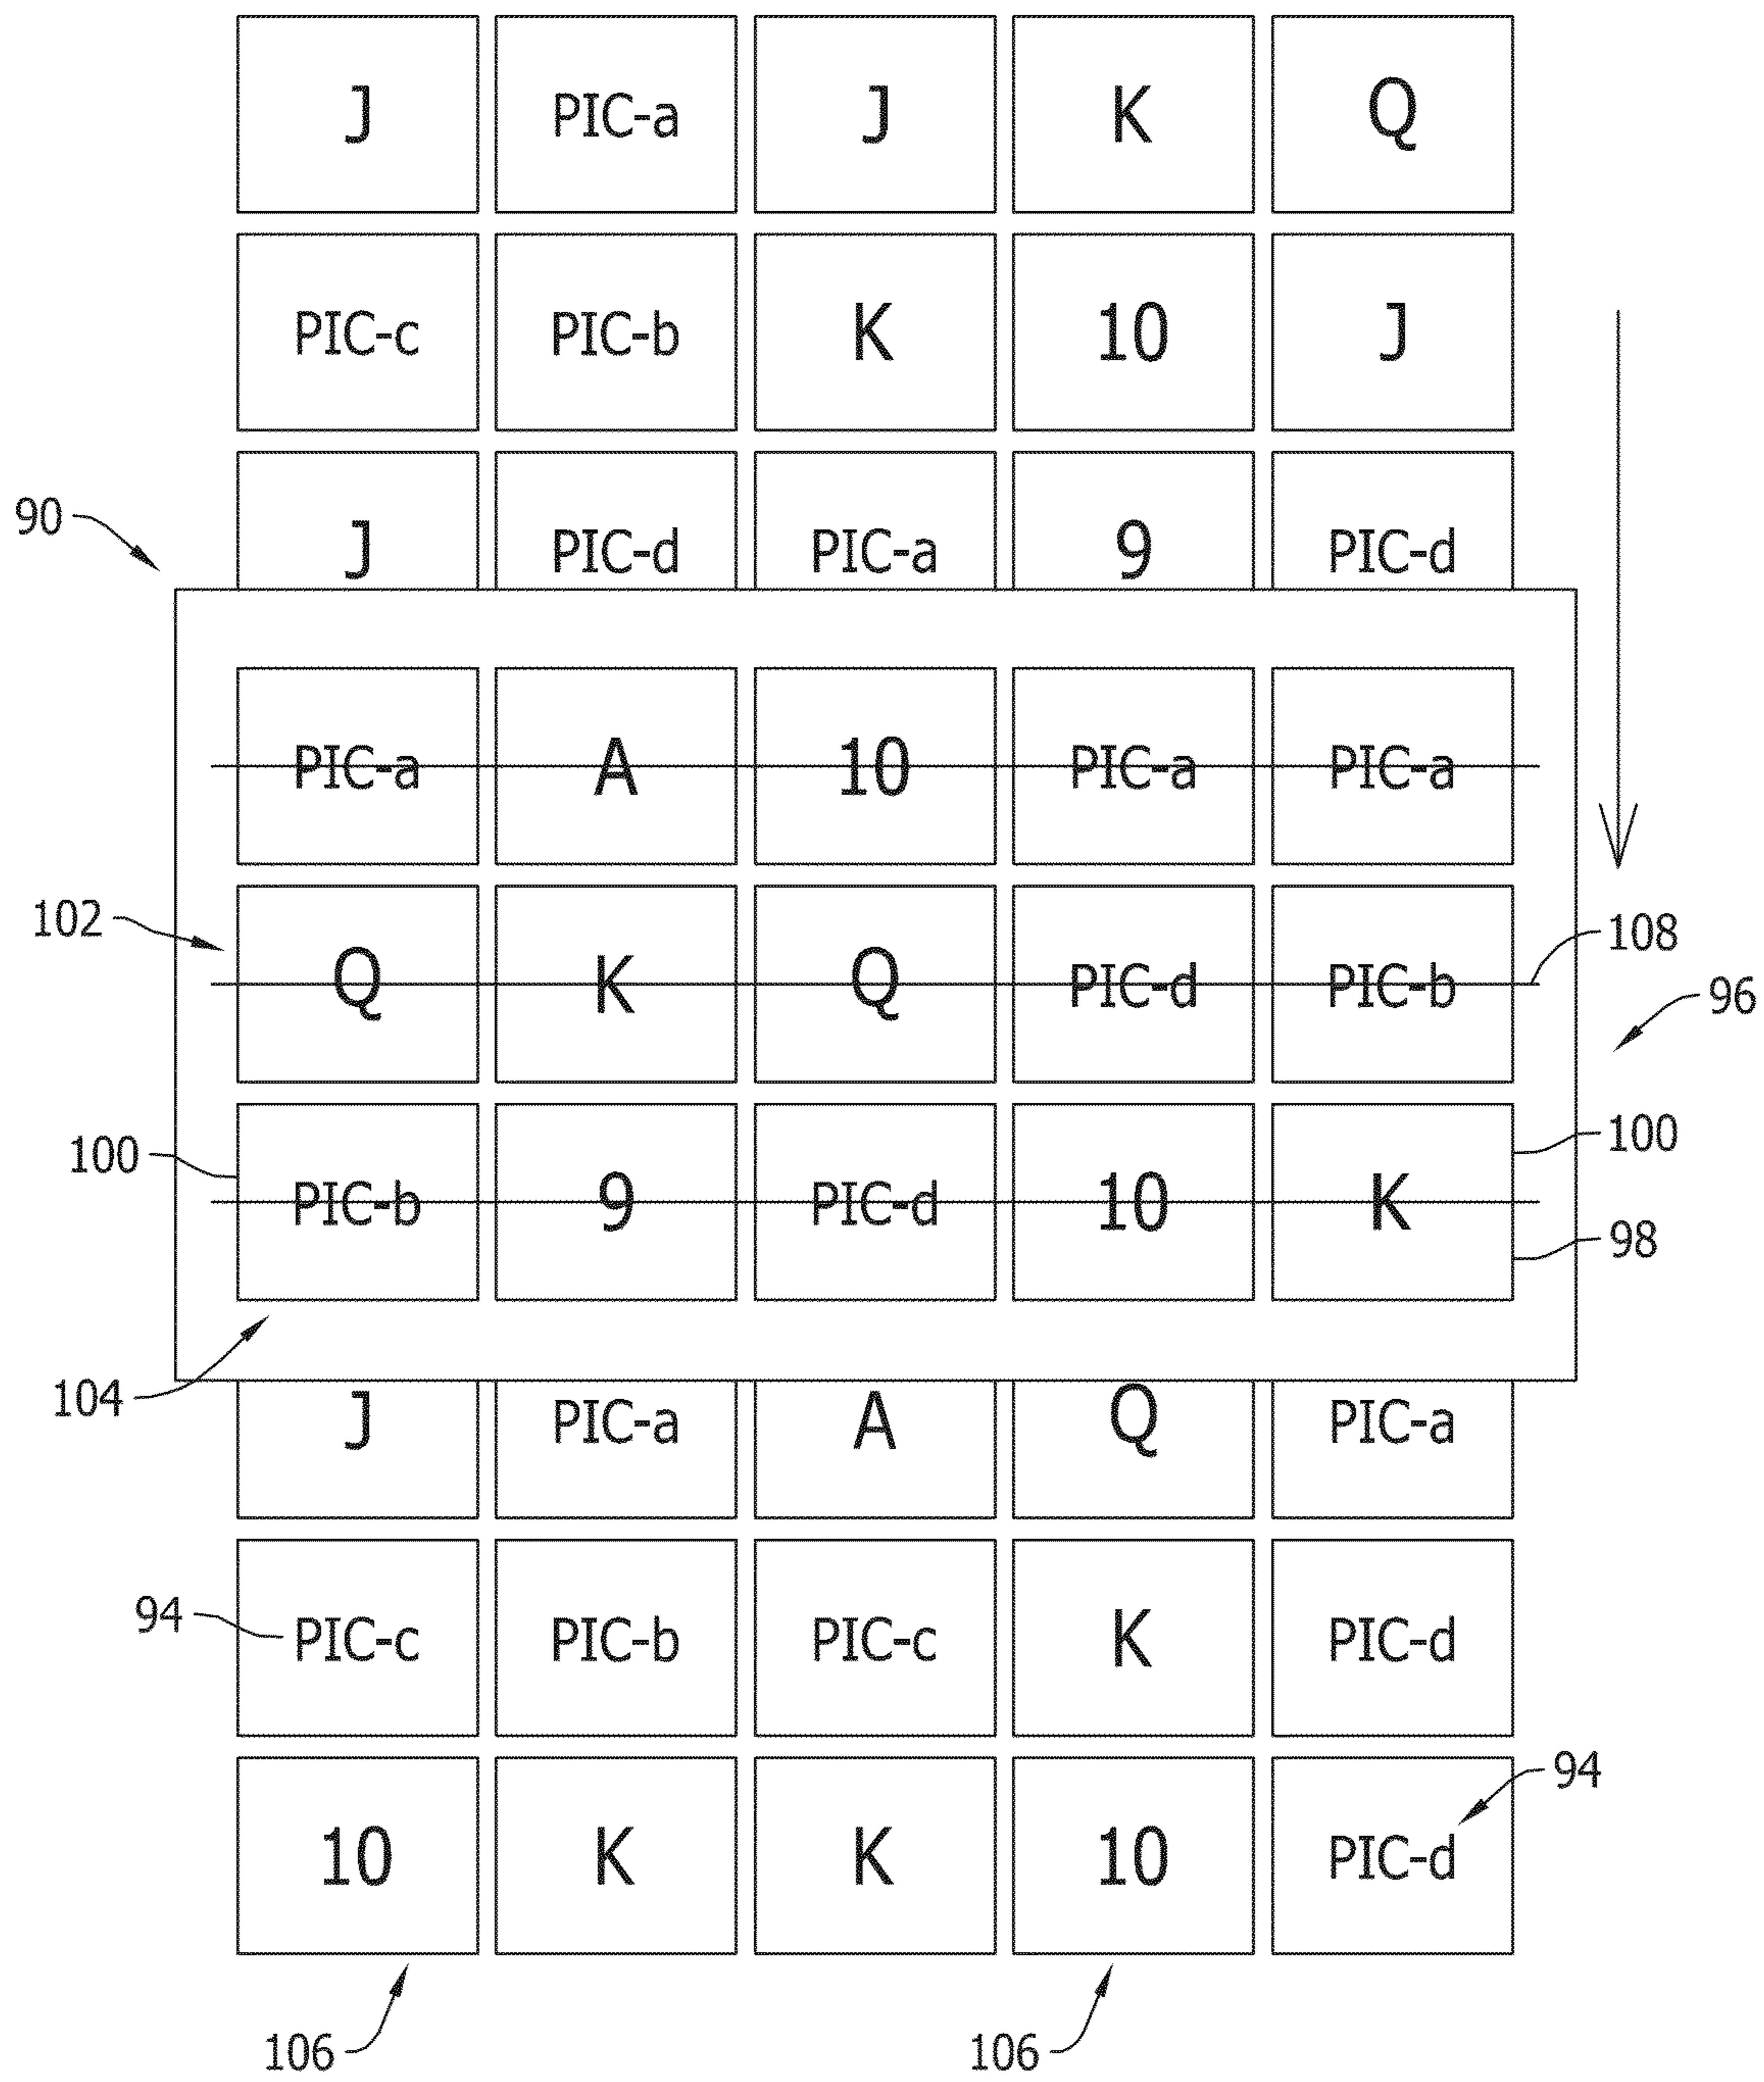 J PIC-a J K Q
PIC-c PIC-b K 10 J
90 J PIC-d PIC-a 9 PIC-d
PIC-a A 10 PIC-a PIC-a
102 Q K Q PIC-d PIC-b 108
96
100 PIC-b 9 PIC-d 10 K 100
98
104 J PIC-a A Q PIC-a
94 PIC-c PIC-b PIC-c K PIC-d
94
10 K K 10 PIC-d
106 106